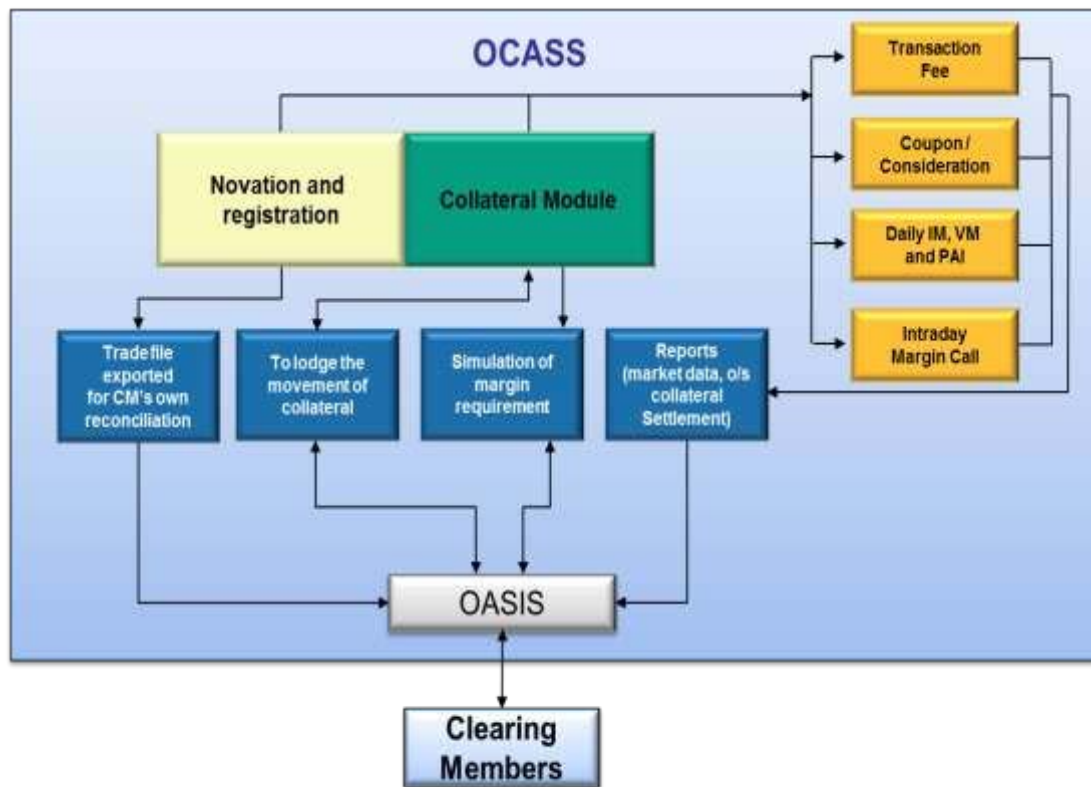 OCASS
Transaction
Fee
Novation and
registration
Collateral Module
Coupon /
Consideration
Daily IM, VM
and PAI
Intraday
Margin Call
Trade file
exported
for CM's own
reconciliation
To lodge the
movement of
collateral
Simulation of
margin
requirement
Reports
(market data, o/s
collateral
Settlement)
OASIS
Clearing
Members